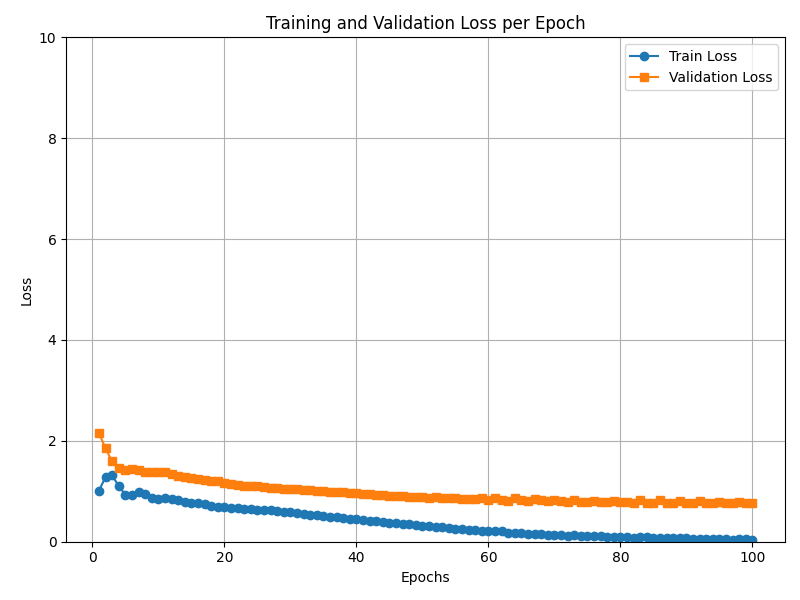 Training and Validation Loss per Epoch
Train Loss
Validation Loss
10
8
6
4
2
0
Loss
0 20 40 60 80 100
Epochs